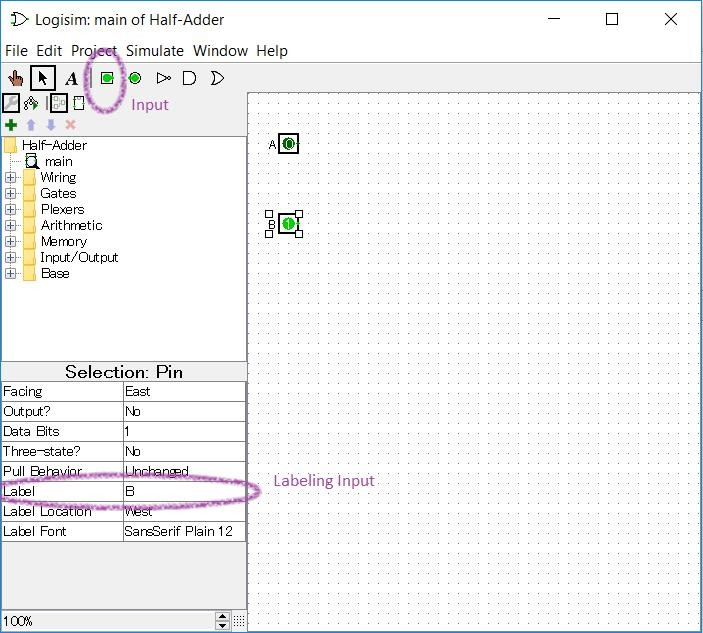 Logisim: main of Half-Adder
File Edit Project Simulate Window Help
A
Input
Half-Adder
main
Wiring
Gates
Plexers
Arithmetic
Memory
Input/Output
Base
A 0
B 1
Selection: Pin
Facing East
Output? No
Data Bits 1
Three-state? No
Pull Behavior Unchanged
Label B
Labeling Input
Label Location West
Label Font SansSerif Plain 12
100%